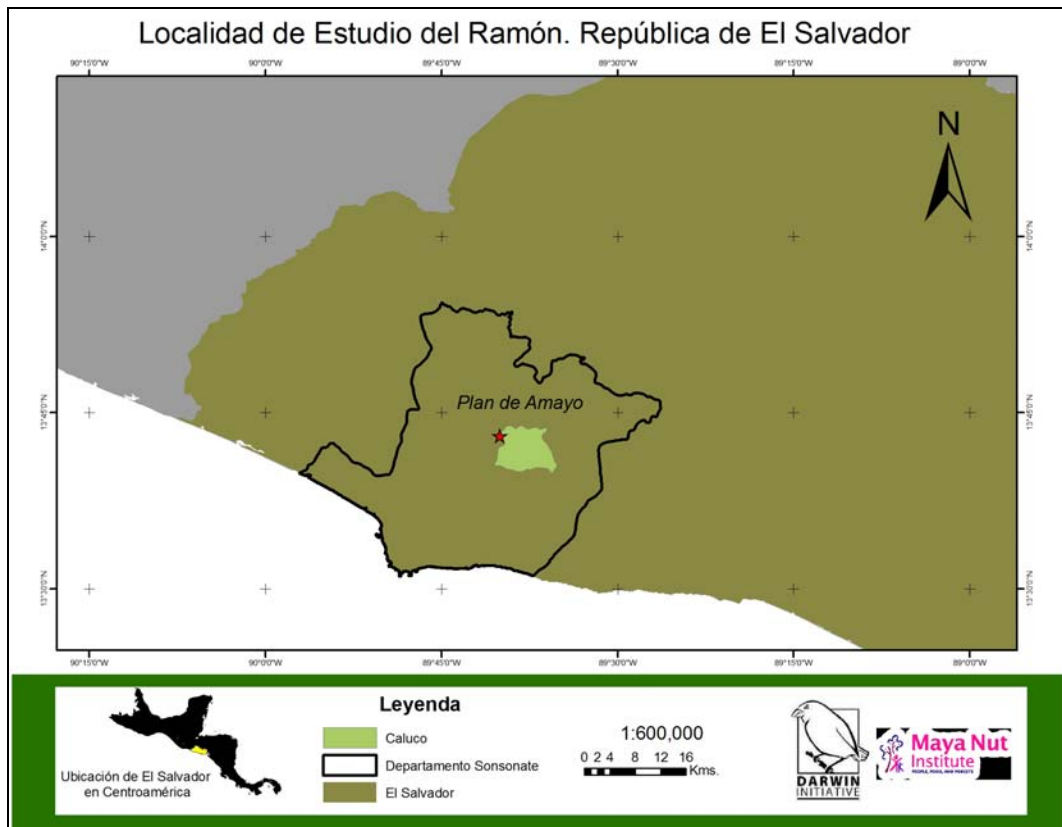 Localidad de Estudio del Ramón. República de El Salvador
90°15'0"W 90°0'0"W 89°45'0"W 89°30'0"W 89°15'0"W 89°0'0"W
N
14°0'0"N 14°0'0"N
Plan de Amayo
13°45'0"N 13°45'0"N
13°30'0"N 13°30'0"N
90°15'0"W 90°0'0"W 89°45'0"W 89°30'0"W 89°15'0"W 89°0'0"W
Ubicación de El Salvador
en Centroamérica
Leyenda
Caluco
Departamento Sonsonate
El Salvador
1:600,000
0 2 4 8 12 16
Kms.
DARWIN
INITIATIVE
Maya Nut
Institute
PEOPLE, FOOD, AND FORESTS